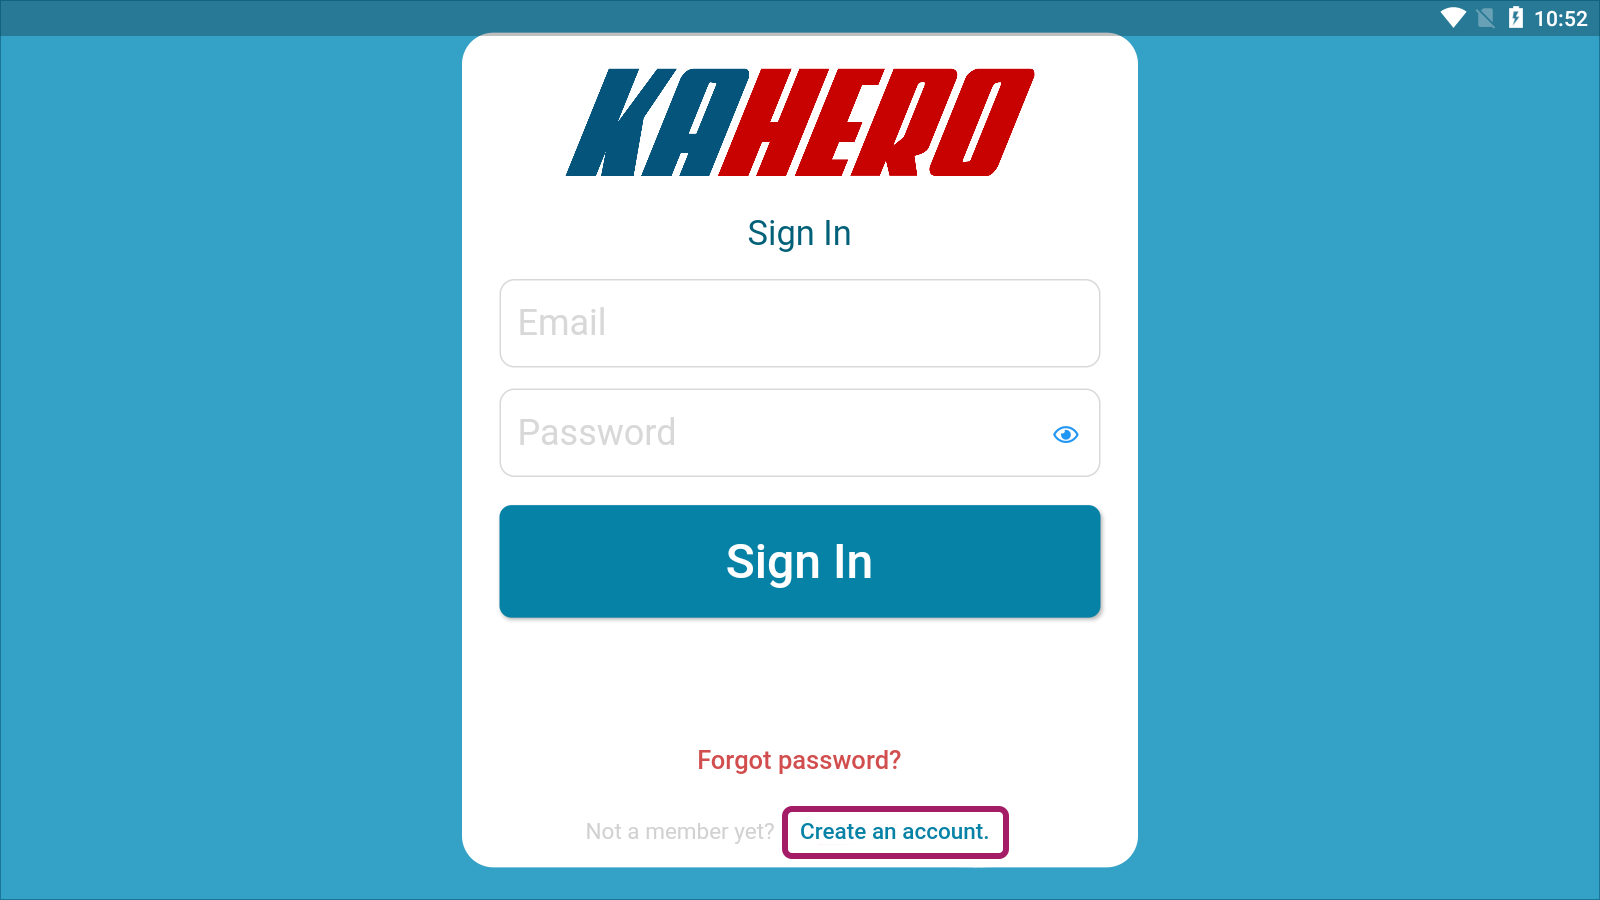 10:52
KAHERO
Sign In
Email
Password
Sign In
Forgot password?
Not a member yet? Create an account.